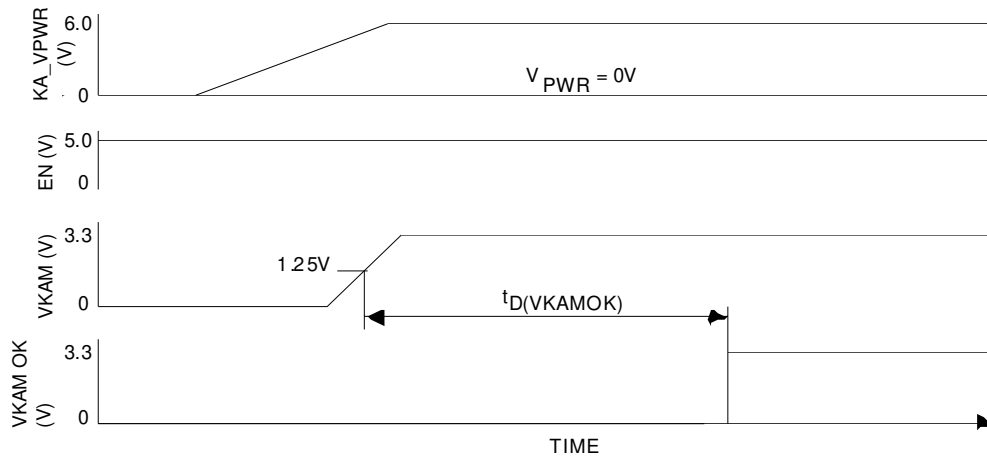 KA_VPWR
(V)
6.0
0
V PWR = 0V
EN (V)
5.0
0
VKAM (V)
3.3
1.25V
0
tD(VKAMOK)
VKAM OK
(V)
3.3
0
TIME